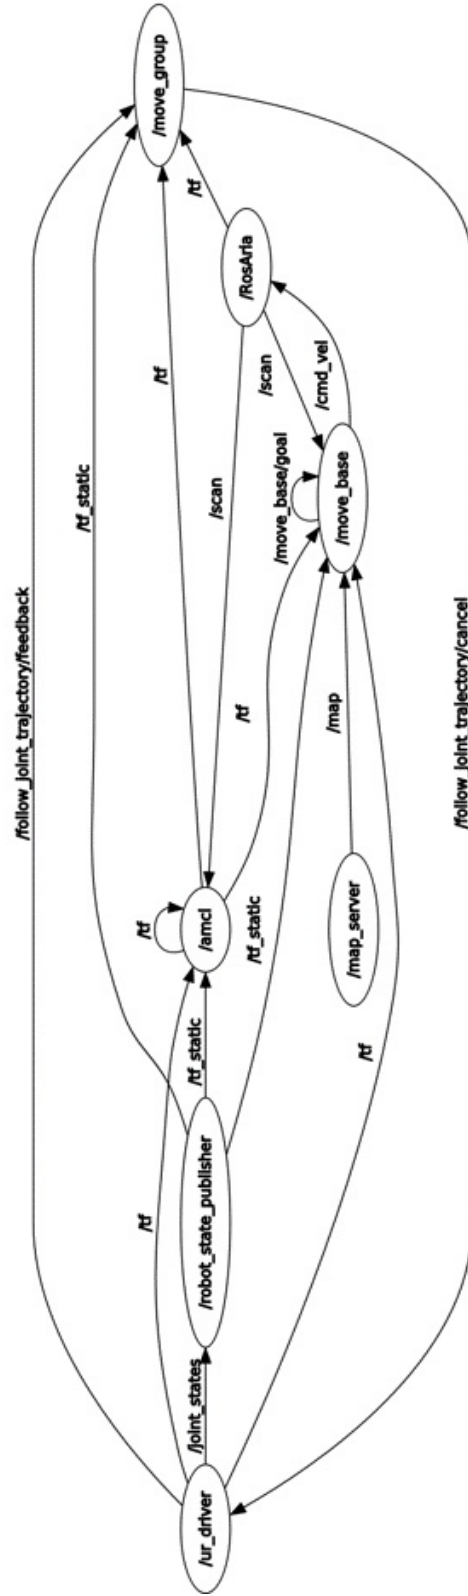 /follow_joint_trajectory/feedback
/tf_static
/tf
/move_group
/tf
/tf
/tf
/scan
/RosAria
/ur_driver
/joint_states
/robot_state_publisher
/tf_static
/amcl
/tf
/move_base/goal
/scan
/tf_static
/cmd_vel
/move_base
/map
/map_server
/tf
/follow_joint_trajectory/cancel